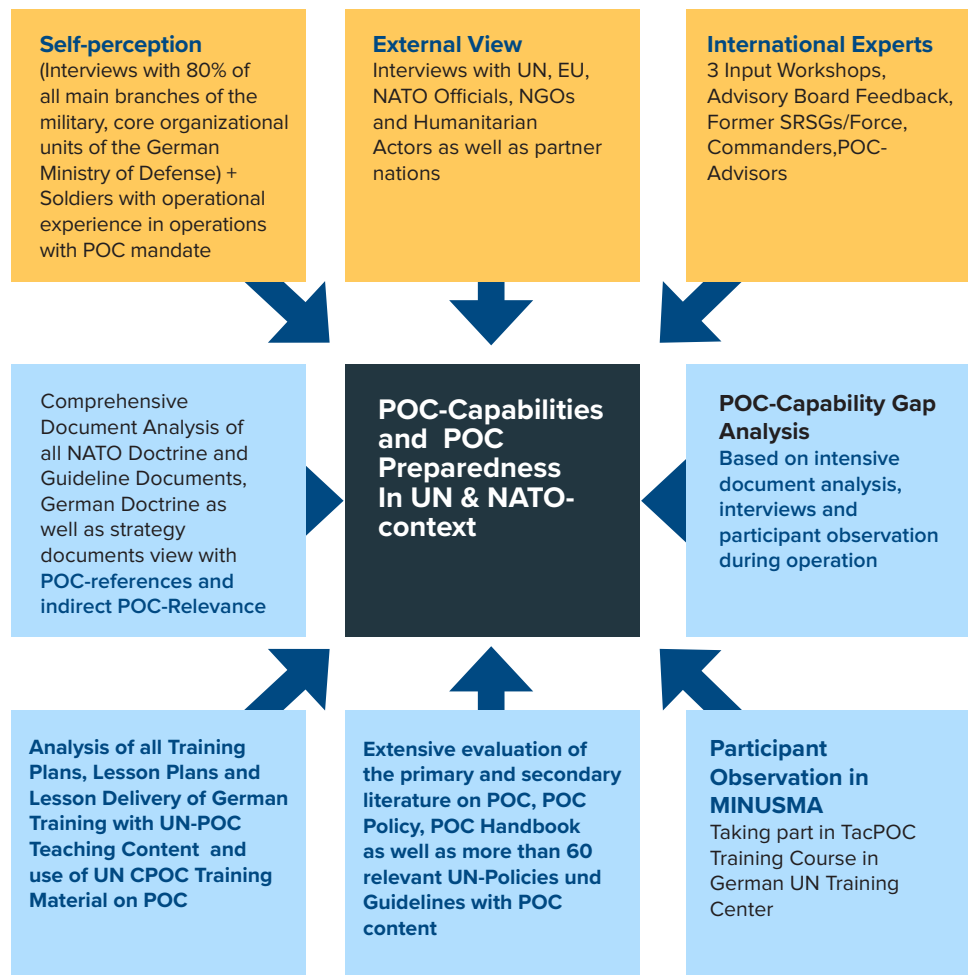 Self-perception
(Interviews with 80% of
all main branches of the
military, core organizational
units of the German
Ministry of Defense) +
Soldiers with operational
experience in operations
with POC mandate
External View
Interviews with UN, EU,
NATO Officials, NGOs
and Humanitarian
Actors as well as partner
nations
International Experts
3 Input Workshops,
Advisory Board Feedback,
Former SRSGs/Force,
Commanders,POC-
Advisors
Comprehensive
Document Analysis of
all NATO Doctrine and
Guideline Documents,
German Doctrine as
well as strategy
documents view with
POC-references and
indirect POC-Relevance
POC-Capabilities
and POC
Preparedness
In UN & NATO-
context
POC-Capability Gap
Analysis
Based on intensive
document analysis,
interviews and
participant observation
during operation
Analysis of all Training
Plans, Lesson Plans and
Lesson Delivery of German
Training with UN-POC
Teaching Content and
use of UN CPOC Training
Material on POC
Extensive evaluation of
the primary and secondary
literature on POC, POC
Policy, POC Handbook
as well as more than 60
relevant UN-Policies und
Guidelines with POC
content
Participant
Observation in
MINUSMA
Taking part in TacPOC
Training Course in
German UN Training
Center